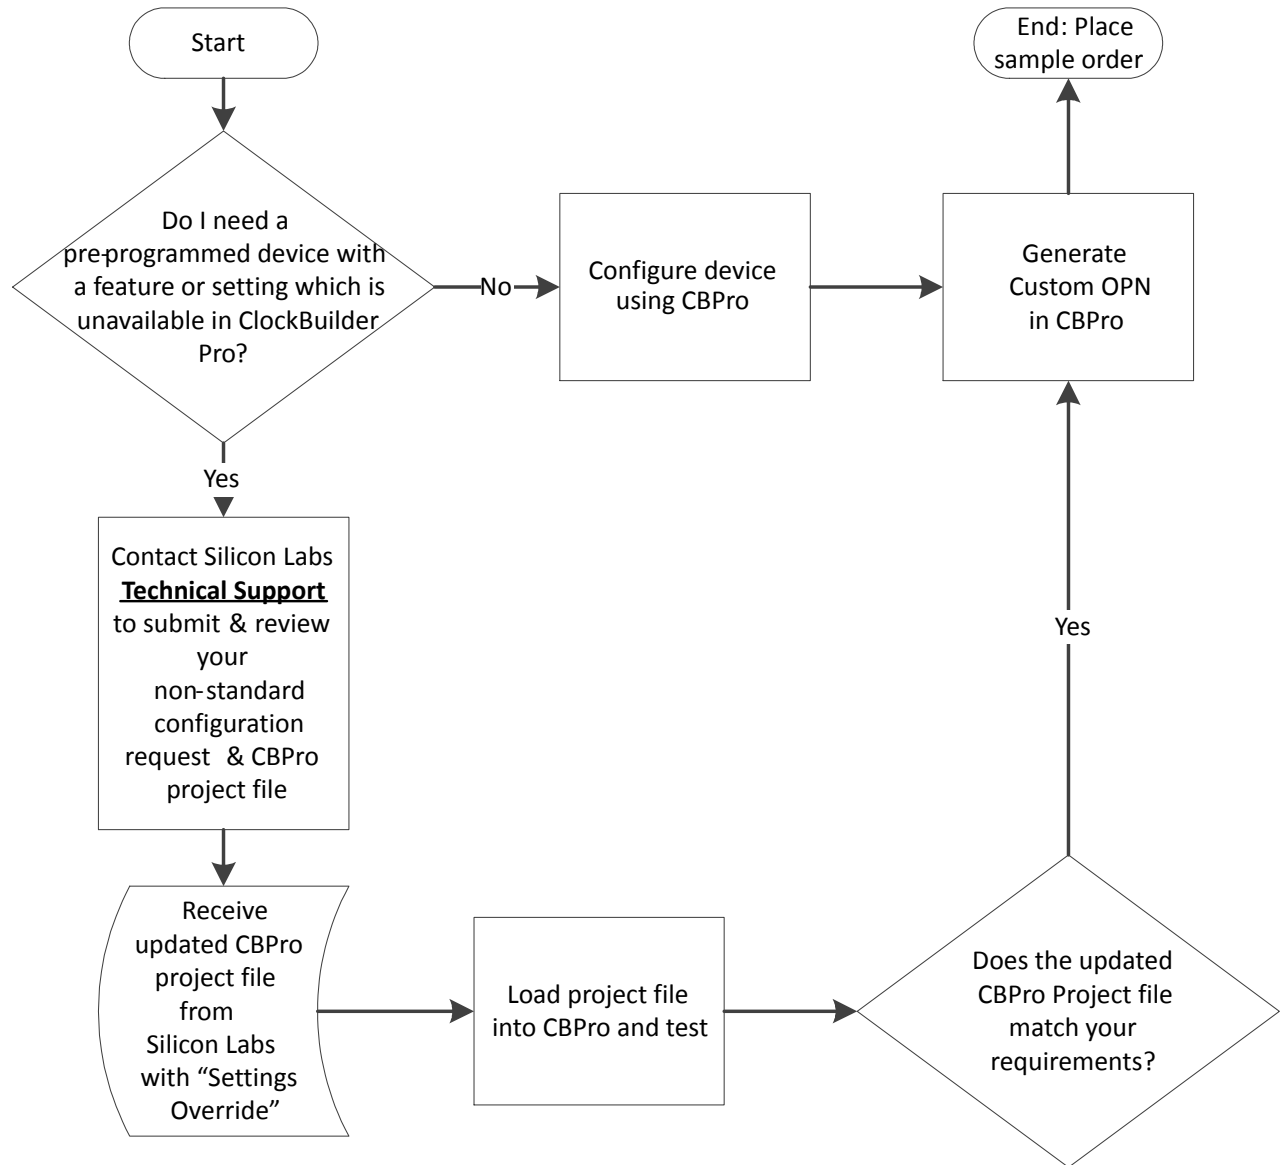 Start
End: Place
sample order
Do I need a
pre-programmed device with
a feature or setting which is
unavailable in ClockBuilder
Pro?
No
Configure device
using CBPro
Generate
Custom OPN
in CBPro
Yes
Contact Silicon Labs
Technical Support
to submit & review
your
non-standard
configuration
request & CBPro
project file
Yes
Receive
updated CBPro
project file
from
Silicon Labs
with “Settings
Override”
Load project file
into CBPro and test
Does the updated
CBPro Project file
match your
requirements?